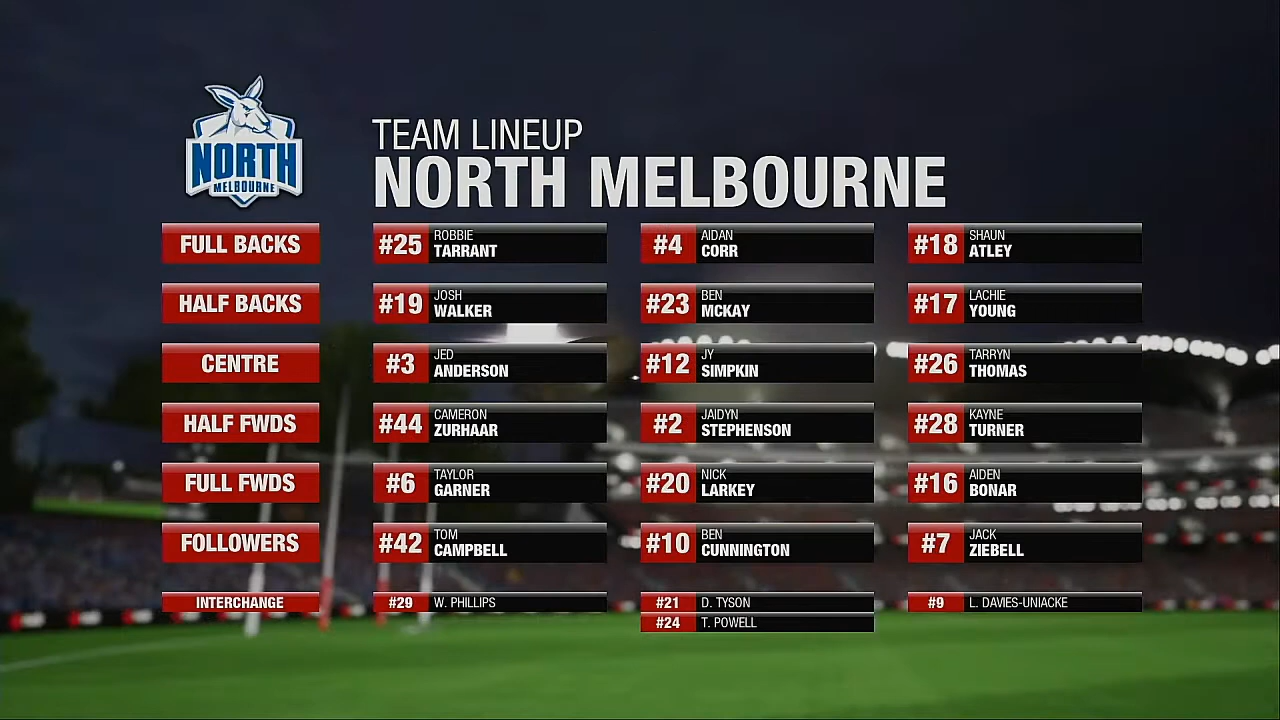 NORTH
MELBOURNE
TEAM LINEUP
NORTH MELBOURNE
FULL BACKS #25 ROBBIE TARRANT #4 AIDAN CORR #18 SHAUN ATLEY
HALF BACKS #19 JOSH WALKER #23 BEN MCKAY #17 LACHIE YOUNG
CENTRE #3 JED ANDERSON #12 JY SIMPKIN #26 TARRYN THOMAS
HALF FWDS #44 CAMERON ZURHAAR #2 JAIDYN STEPHENSON #28 KAYNE TURNER
FULL FWDS #6 TAYLOR GARNER #20 NICK LARKEY #16 AIDEN BONAR
FOLLOWERS #42 TOM CAMPBELL #10 BEN CUNNINGTON #7 JACK ZIEBELL
INTERCHANGE #29 W. PHILLIPS #21 D. TYSON #9 L. DAVIES-UNIACKE
#24 T. POWELL